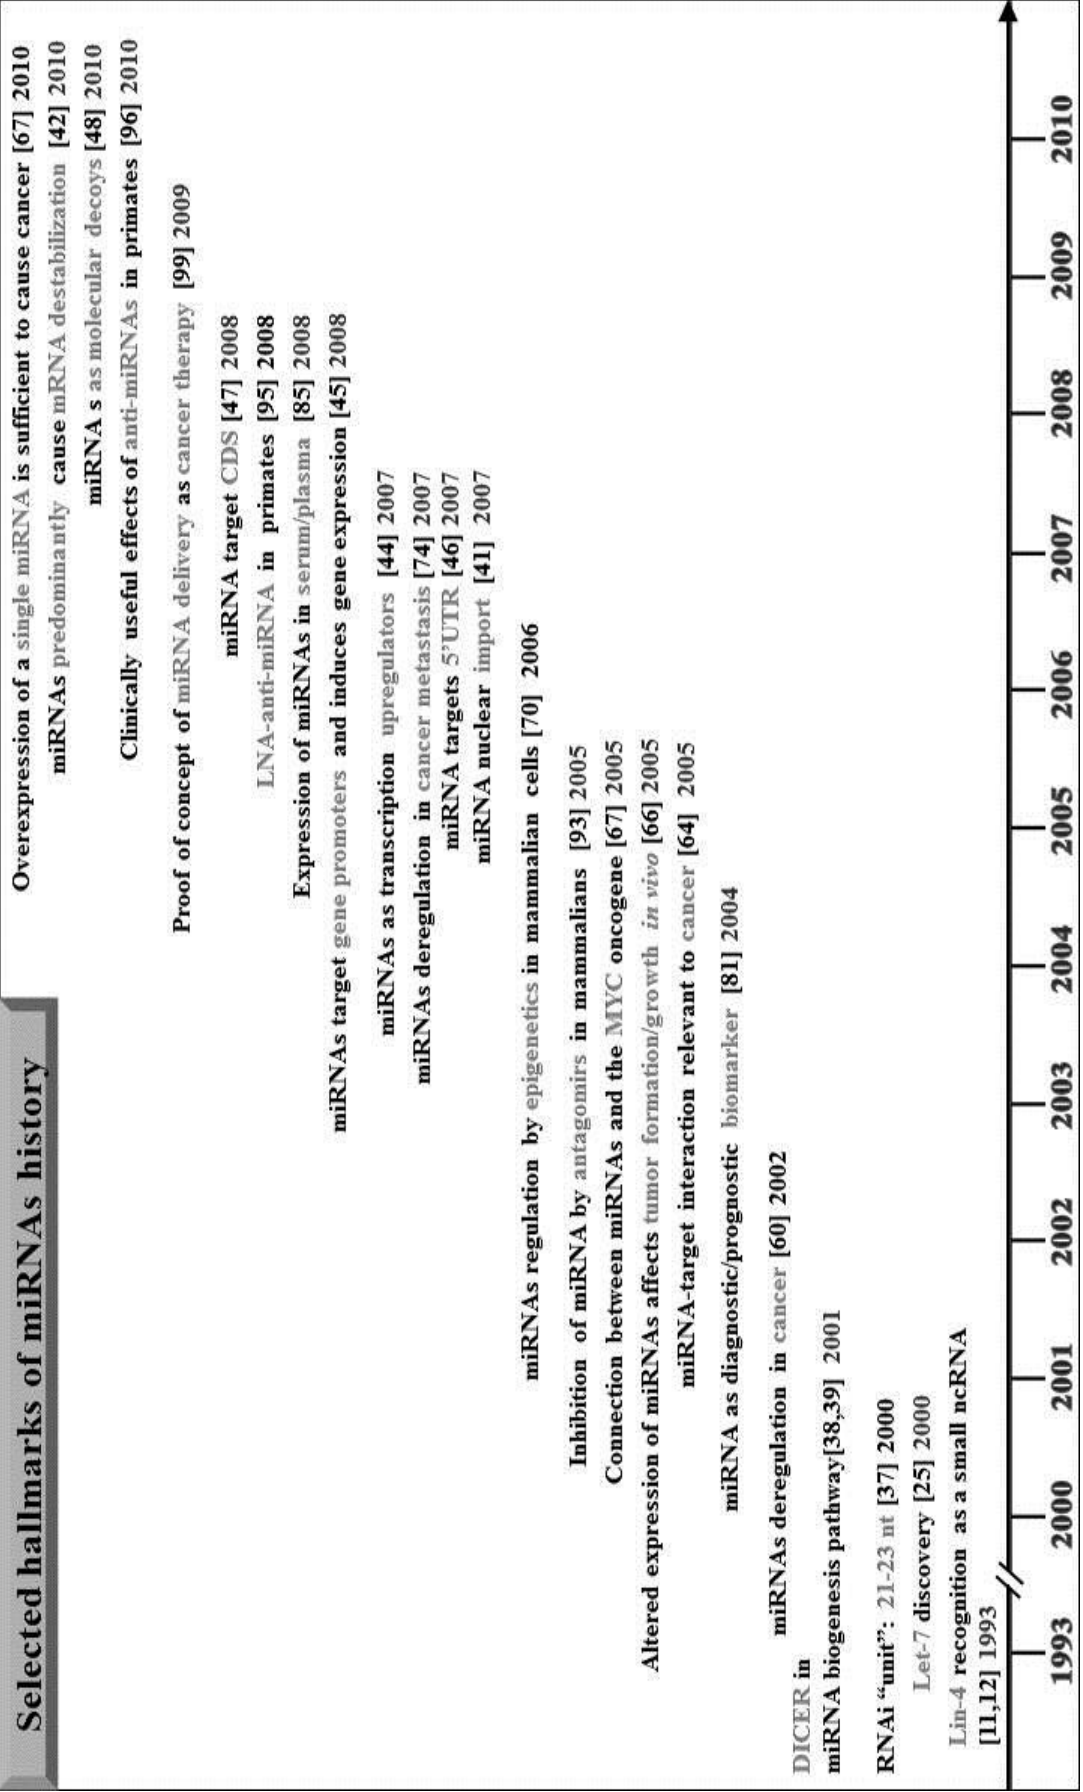 Selected hallmarks of miRNAs history
Overexpression of a single miRNA is sufficient to cause cancer [67] 2010
miRNAs predominantly cause mRNA destabilization [42] 2010
miRNA s as molecular decoys [48] 2010
Clinically useful effects of anti-miRNAs in primates [96] 2010
Proof of concept of miRNA delivery as cancer therapy [99] 2009
miRNA target CDS [47] 2008
LNA-anti-miRNA in primates [95] 2008
Expression of miRNAs in serum/plasma [85] 2008
miRNAs target gene promoters and induces gene expression [45] 2008
miRNAs as transcription upregulators [44] 2007
miRNAs deregulation in cancer metastasis [74] 2007
miRNA targets 5’UTR [46] 2007
miRNA nuclear import [41] 2007
miRNAs regulation by epigenetics in mammalian cells [70] 2006
Inhibition of miRNA by antagomirs in mammalians [93] 2005
Connection between miRNAs and the MYC oncogene [67] 2005
Altered expression of miRNAs affects tumor formation/growth in vivo [66] 2005
miRNA-target interaction relevant to cancer [64] 2005
miRNA as diagnostic/prognostic biomarker [81] 2004
miRNAs deregulation in cancer [60] 2002
DICER in
miRNA biogenesis pathway[38,39] 2001
RNAi “unit”: 21-23 nt [37] 2000
Let-7 discovery [25] 2000
Lin-4 recognition as a small ncRNA
[11,12] 1993
1993 2000 2001 2002 2003 2004 2005 2006 2007 2008 2009 2010